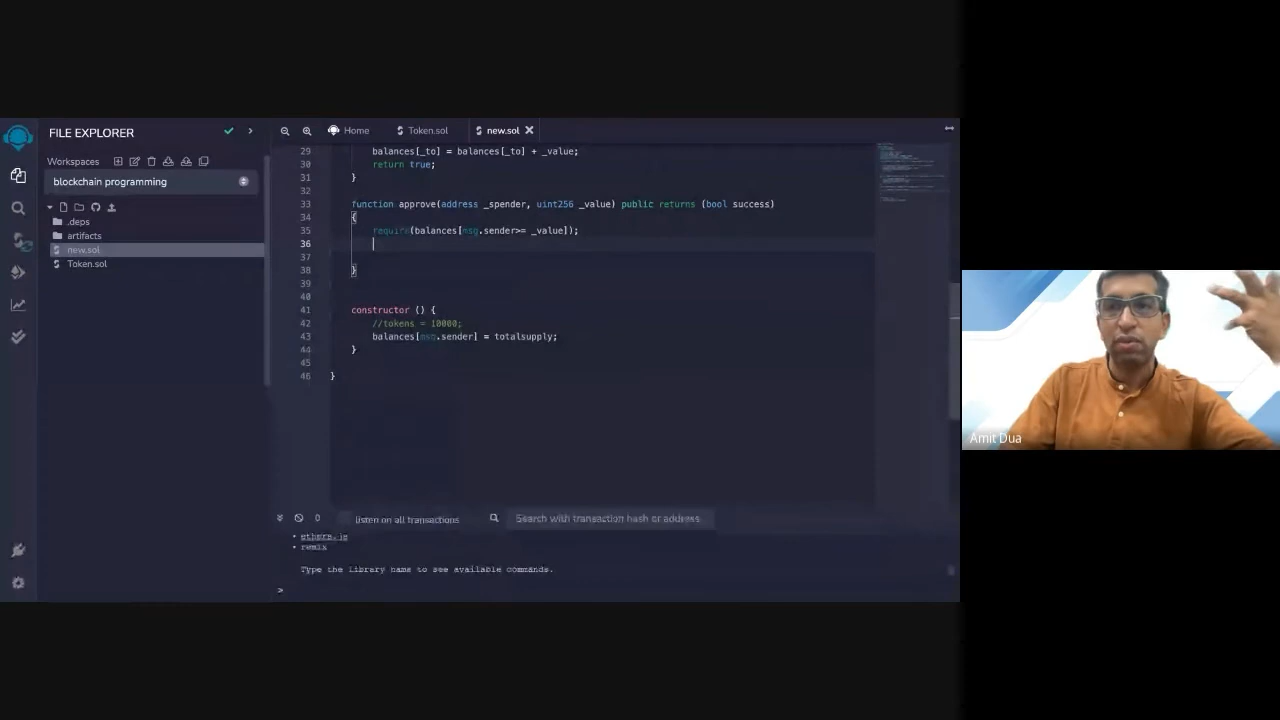 FILE EXPLORER
Workspaces
blockchain programming
.deps
artifacts
new.sol
Token.sol
Home
Token.sol
new.sol
29 balances[_to] = balances[_to] + _value;
30 return true;
31 }
32
33 function approve(address _spender, uint256 _value) public returns (bool success)
34 {
35 require(balances[msg.sender>= _value]);
36
37
38 }
39
40
41 constructor () {
42 //tokens = 10000;
43 balances[msg.sender] = totalsupply;
44 }
45
46 }
0
listen on all transactions
Search with transaction hash or address
• ethers.js
• remix
Type the library name to see available commands.
>
Amit Dua